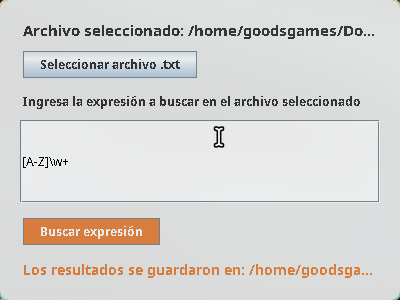 Archivo seleccionado: /home/goodsgames/Do...
Seleccionar archivo .txt
Ingresa la expresión a buscar en el archivo seleccionado
[A-Z]\w+
Buscar expresión
Los resultados se guardaron en: /home/goodsga...